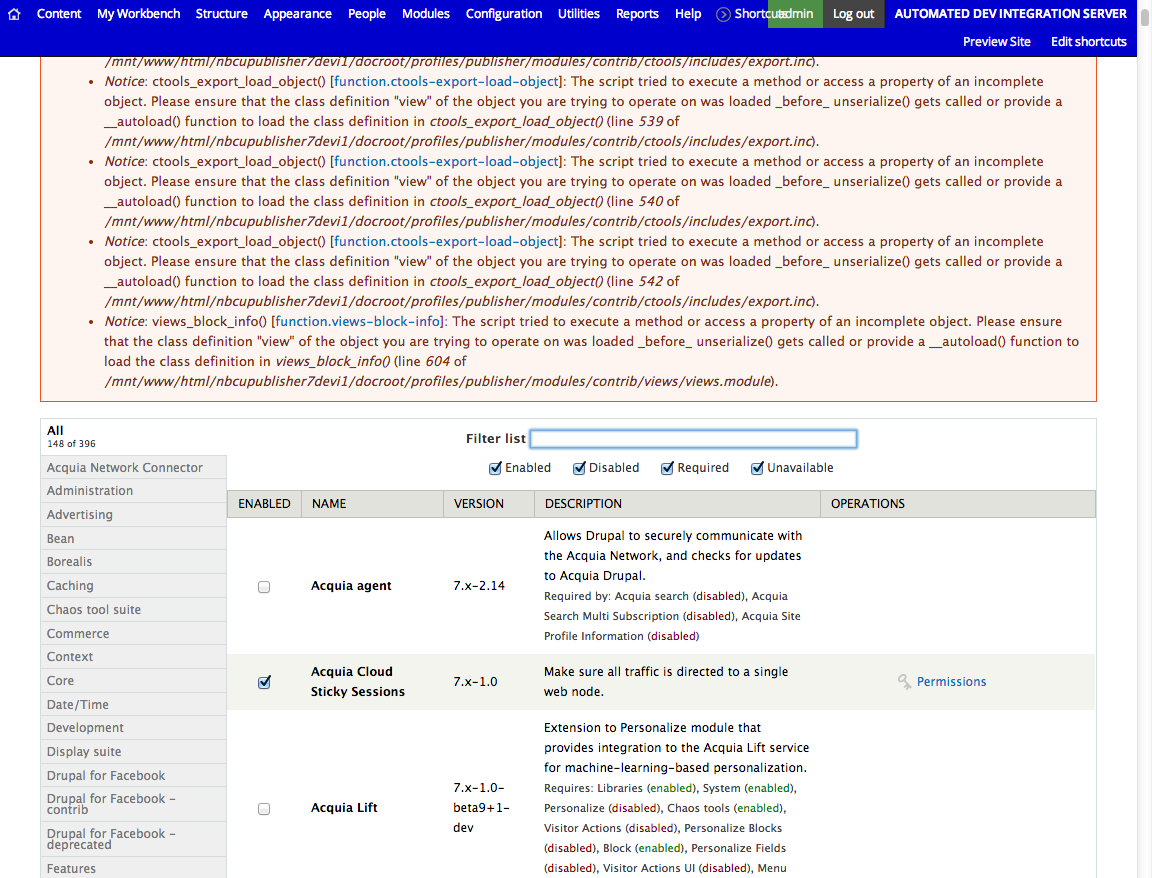 Content My Workbench Structure Appearance People Modules Configuration Utilities Reports Help Shortcuts admin Log out AUTOMATED DEV INTEGRATION SERVER
Preview Site Edit shortcuts
/mnt/www/html/nbcupublisher7devi1/docroot/profiles/publisher/modules/contrib/ctools/includes/export.inc).
• Notice: ctools_export_load_object() [function.ctools-export-load-object]: The script tried to execute a method or access a property of an incomplete
object. Please ensure that the class definition "view" of the object you are trying to operate on was loaded _before_ unserialize() gets called or provide a
__autoload() function to load the class definition in ctools_export_load_object() (line 539 of
/mnt/www/html/nbcupublisher7devi1/docroot/profiles/publisher/modules/contrib/ctools/includes/export.inc).
• Notice: ctools_export_load_object() [function.ctools-export-load-object]: The script tried to execute a method or access a property of an incomplete
object. Please ensure that the class definition "view" of the object you are trying to operate on was loaded _before_ unserialize() gets called or provide a
__autoload() function to load the class definition in ctools_export_load_object() (line 540 of
/mnt/www/html/nbcupublisher7devi1/docroot/profiles/publisher/modules/contrib/ctools/includes/export.inc).
• Notice: ctools_export_load_object() [function.ctools-export-load-object]: The script tried to execute a method or access a property of an incomplete
object. Please ensure that the class definition "view" of the object you are trying to operate on was loaded _before_ unserialize() gets called or provide a
__autoload() function to load the class definition in ctools_export_load_object() (line 542 of
/mnt/www/html/nbcupublisher7devi1/docroot/profiles/publisher/modules/contrib/ctools/includes/export.inc).
• Notice: views_block_info() [function.views-block-info]: The script tried to execute a method or access a property of an incomplete object. Please ensure
that the class definition "view" of the object you are trying to operate on was loaded _before_ unserialize() gets called or provide a __autoload() function to
load the class definition in views_block_info() (line 604 of
/mnt/www/html/nbcupublisher7devi1/docroot/profiles/publisher/modules/contrib/views/views.module).
All
148 of 396
Acquia Network Connector
Administration
Advertising
Bean
Borealis
Caching
Chaos tool suite
Commerce
Context
Core
Date/Time
Development
Display suite
Drupal for Facebook
Drupal for Facebook -
contrib
Drupal for Facebook -
deprecated
Features
Filter list
Enabled Disabled Required Unavailable
ENABLED NAME VERSION DESCRIPTION OPERATIONS
Acquia agent
7.x-2.14
Allows Drupal to securely communicate with
the Acquia Network, and checks for updates
to Acquia Drupal.
Required by: Acquia search (disabled), Acquia
Search Multi Subscription (disabled), Acquia Site
Profile Information (disabled)
Acquia Cloud
Sticky Sessions
7.x-1.0
Make sure all traffic is directed to a single
web node.
Permissions
Acquia Lift
7.x-1.0-
beta9+1-
dev
Extension to Personalize module that
provides integration to the Acquia Lift service
for machine-learning-based personalization.
Requires: Libraries (enabled), System (enabled),
Personalize (disabled), Chaos tools (enabled),
Visitor Actions (disabled), Personalize Blocks
(disabled), Block (enabled), Personalize Fields
(disabled), Visitor Actions UI (disabled), Menu